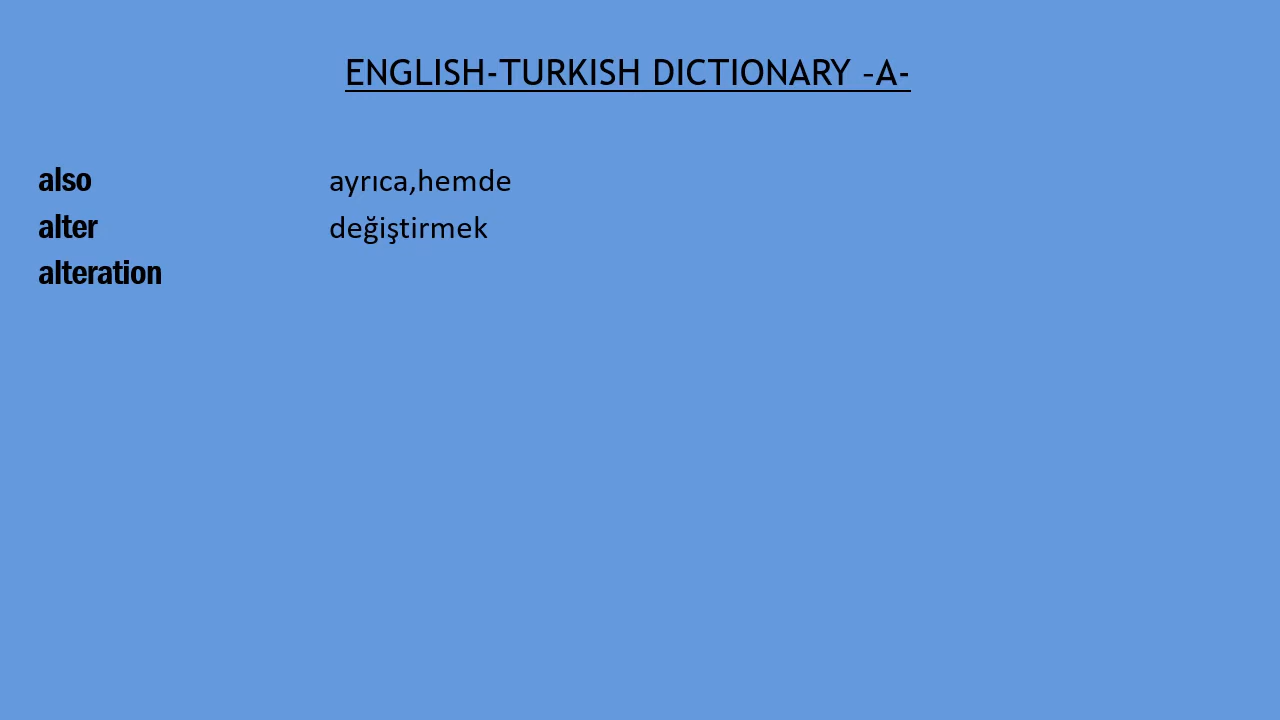 ENGLISH-TURKISH DICTIONARY –A-
also ayrıca,hemde
alter değiştirmek
alteration